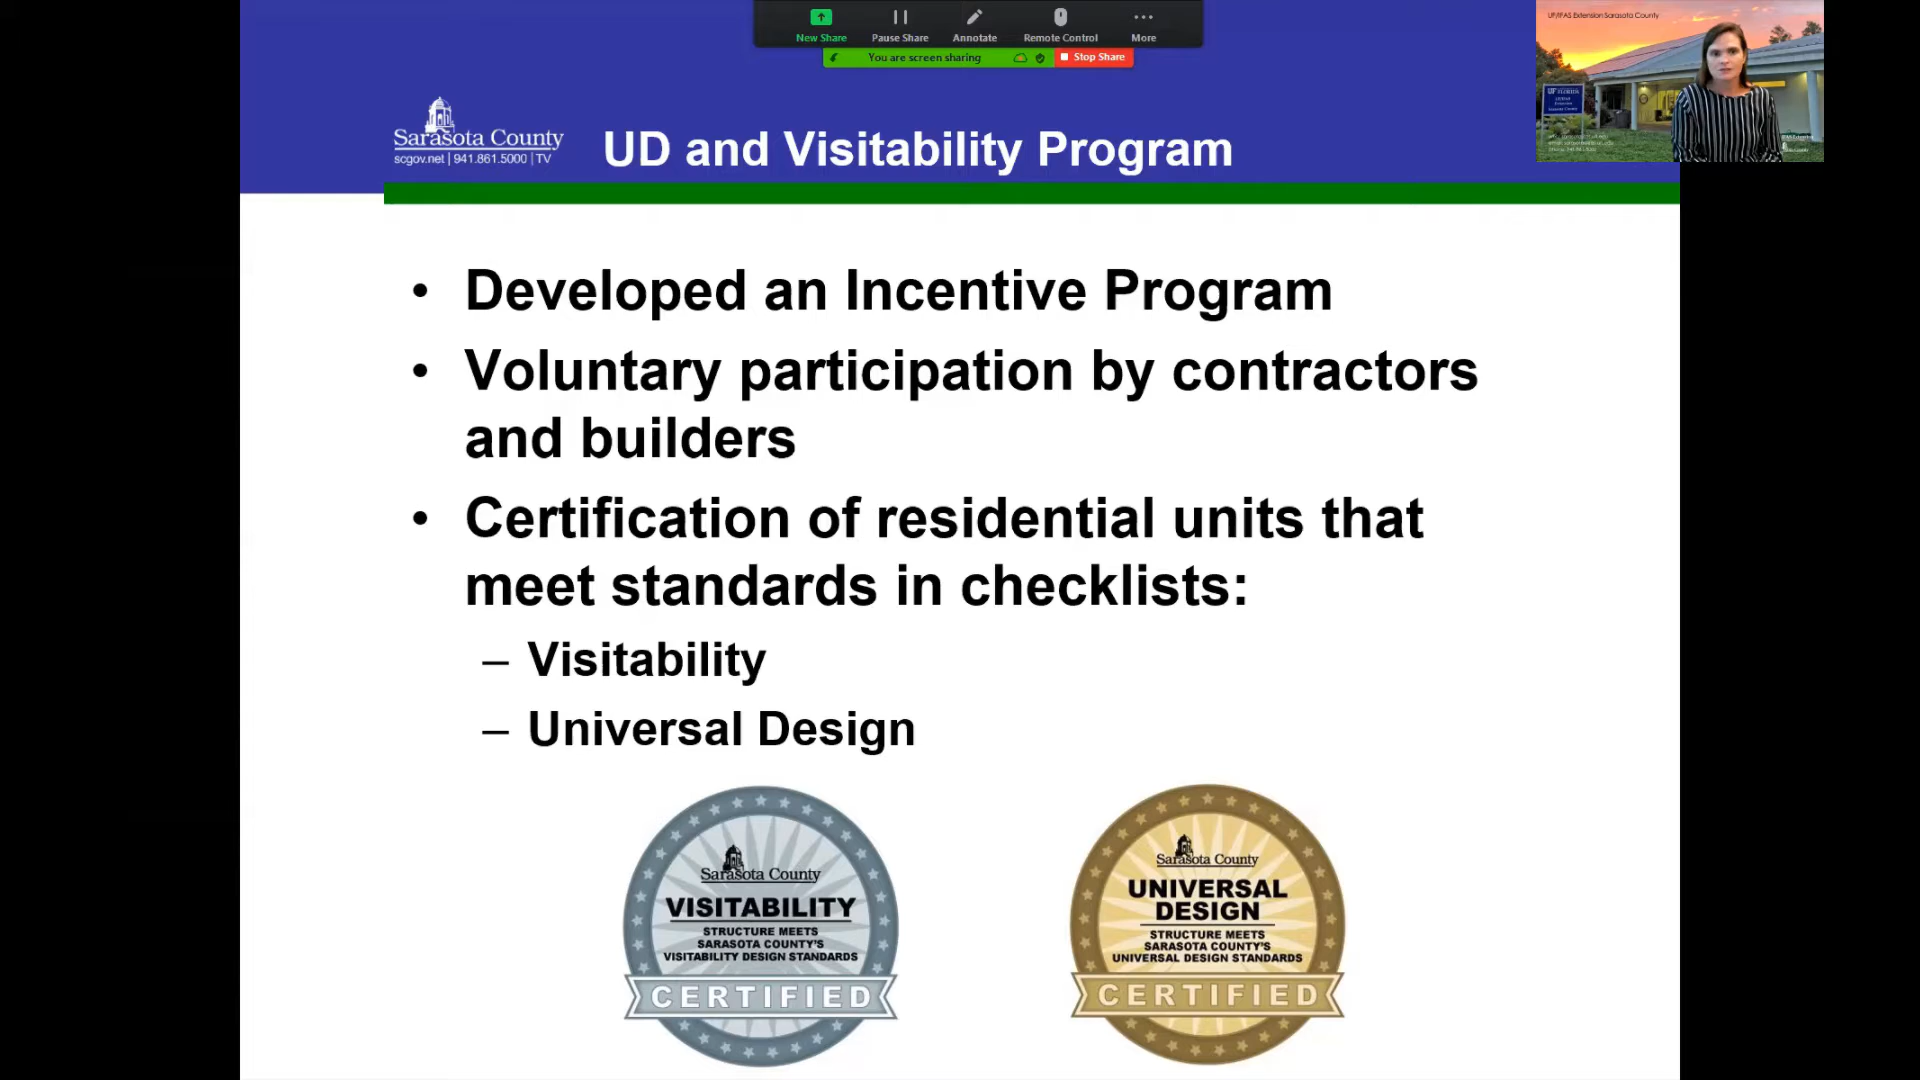 New Share
Pause Share
Annotate
Remote Control
More
You are screen sharing
Stop Share
UF/IFAS Extension Sarasota County
Sarasota County
scgov.net | 941.861.5000 | TV
UD and Visitability Program
• Developed an Incentive Program
• Voluntary participation by contractors
and builders
• Certification of residential units that
meet standards in checklists:
– Visitability
– Universal Design
Sarasota County
VISITABILITY
STRUCTURE MEETS
SARASOTA COUNTY'S
VISITABILITY DESIGN STANDARDS
CERTIFIED
Sarasota County
UNIVERSAL
DESIGN
STRUCTURE MEETS
SARASOTA COUNTY'S
UNIVERSAL DESIGN STANDARDS
CERTIFIED